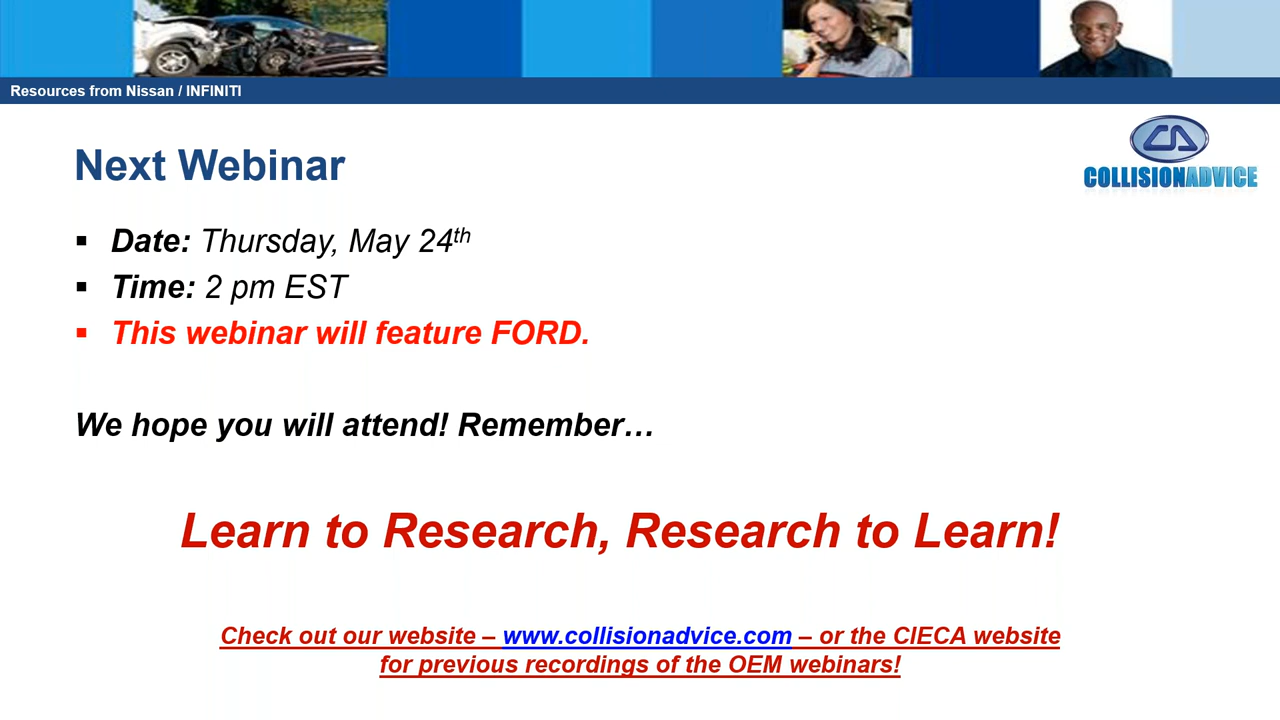 Resources from Nissan / INFINITI
CA
COLLISIONADVICE
Next Webinar
▪ Date: Thursday, May 24th
▪ Time: 2 pm EST
▪ This webinar will feature FORD.
We hope you will attend! Remember…
Learn to Research, Research to Learn!
Check out our website – www.collisionadvice.com – or the CIECA website
for previous recordings of the OEM webinars!